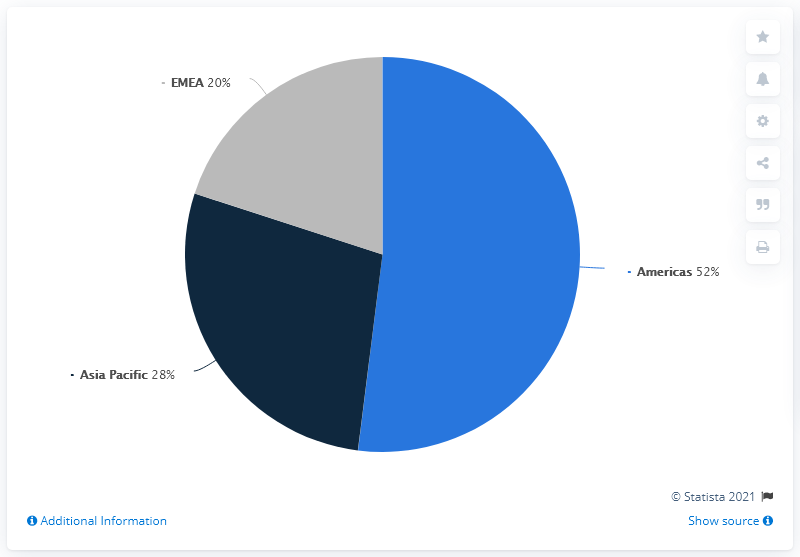 EMEA 20%
Americas 52%
Asia Pacific 28%
© Statista 2021
Additional Information
Show source